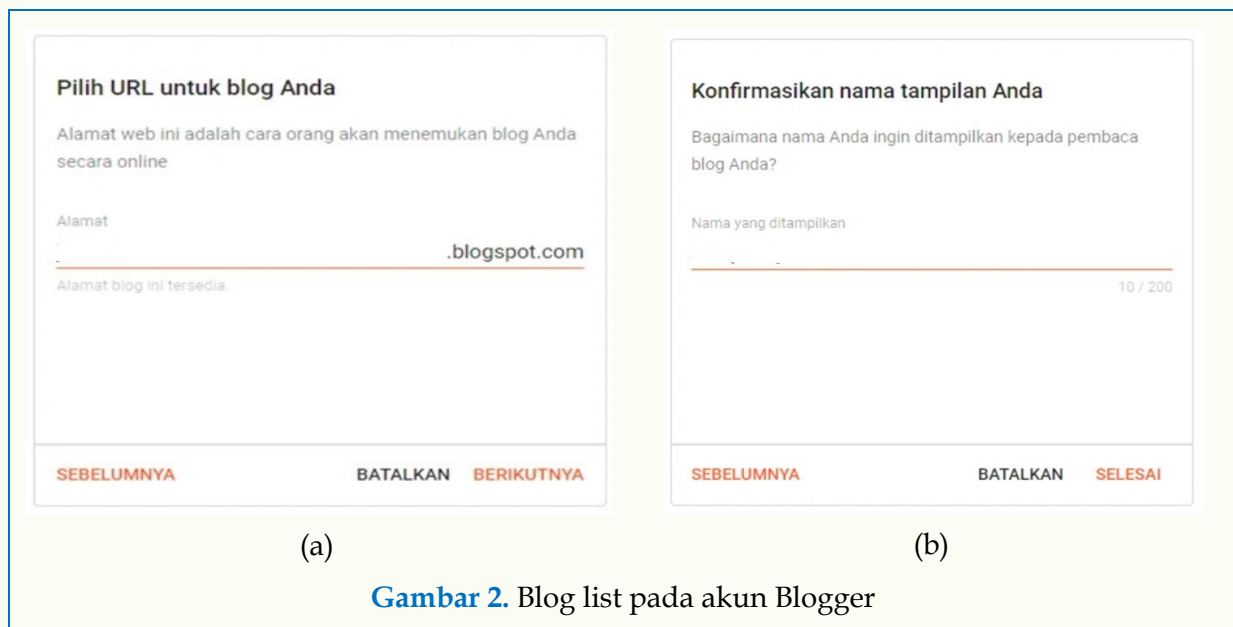 Pilih URL untuk blog Anda
Alamat web ini adalah cara orang akan menemukan blog Anda
secara online
Alamat
.blogspot.com
Alamat blog ini tersedia.
SEBELUMNYA BATALKAN BERIKUTNYA
(a)
Konfirmasikan nama tampilan Anda
Bagaimana nama Anda ingin ditampilkan kepada pembaca
blog Anda?
Nama yang ditampilkan
10 / 200
SEBELUMNYA BATALKAN SELESAI
(b)
Gambar 2. Blog list pada akun Blogger